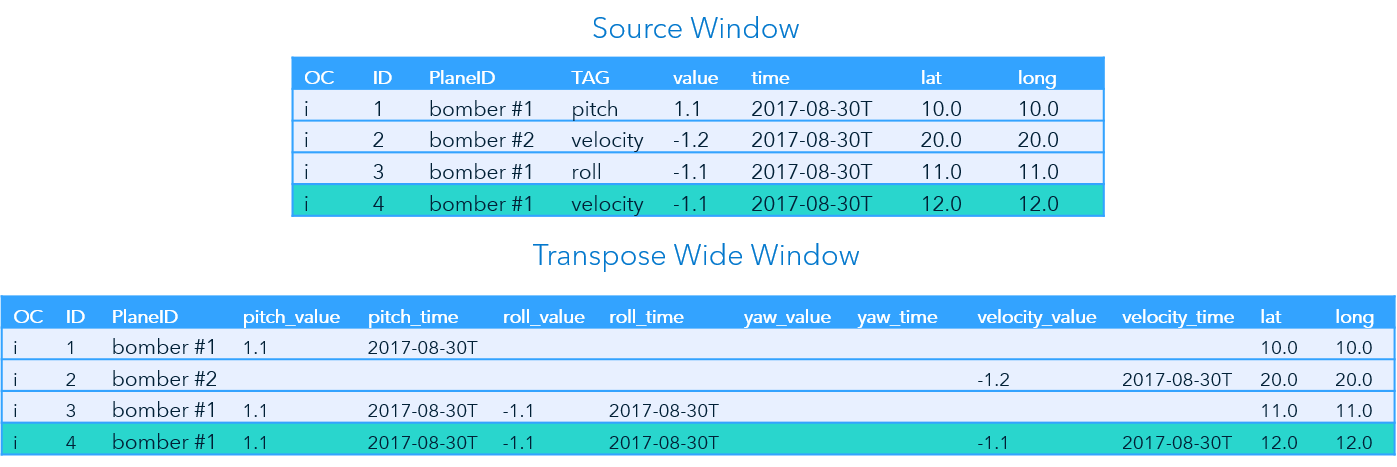 Source Window
OC ID PlaneID TAG value time lat long
i 1 bomber #1 pitch 1.1 2017-08-30T 10.0 10.0
i 2 bomber #2 velocity -1.2 2017-08-30T 20.0 20.0
i 3 bomber #1 roll -1.1 2017-08-30T 11.0 11.0
i 4 bomber #1 velocity -1.1 2017-08-30T 12.0 12.0
Transpose Wide Window
OC ID PlaneID pitch_value pitch_time roll_value roll_time yaw_value yaw_time velocity_value velocity_time lat long
i 1 bomber #1 1.1 2017-08-30T 10.0 10.0
i 2 bomber #2 -1.2 2017-08-30T 20.0 20.0
i 3 bomber #1 1.1 2017-08-30T -1.1 2017-08-30T 11.0 11.0
i 4 bomber #1 1.1 2017-08-30T -1.1 2017-08-30T -1.1 2017-08-30T 12.0 12.0